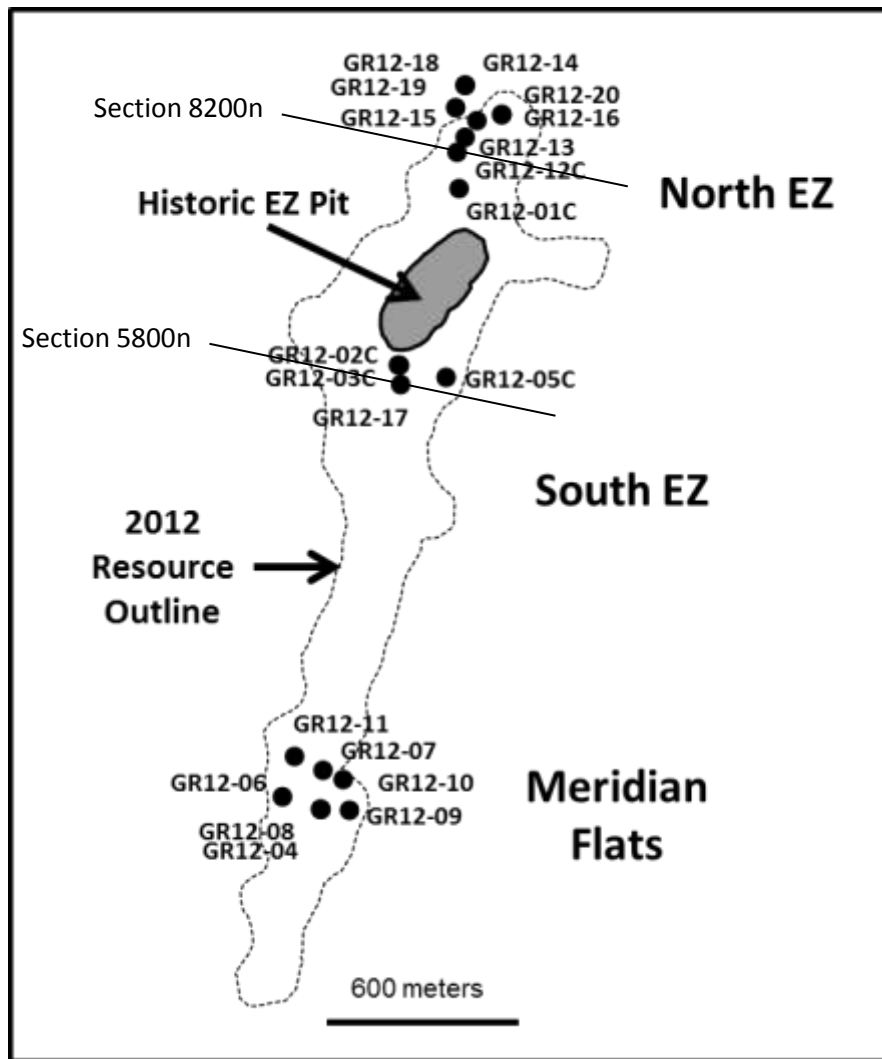 GR12-18 GR12-14
GR12-19 GR12-20
Section 8200n
GR12-15 GR12-16
GR12-13
GR12-12C
North EZ
Historic EZ Pit
GR12-01C
Section 5800n
GR12-02C
GR12-03C GR12-05C
GR12-17
South EZ
2012
Resource
Outline
GR12-11
GR12-07
GR12-06 GR12-10
Meridian
Flats
GR12-09
GR12-08
GR12-04
600 meters